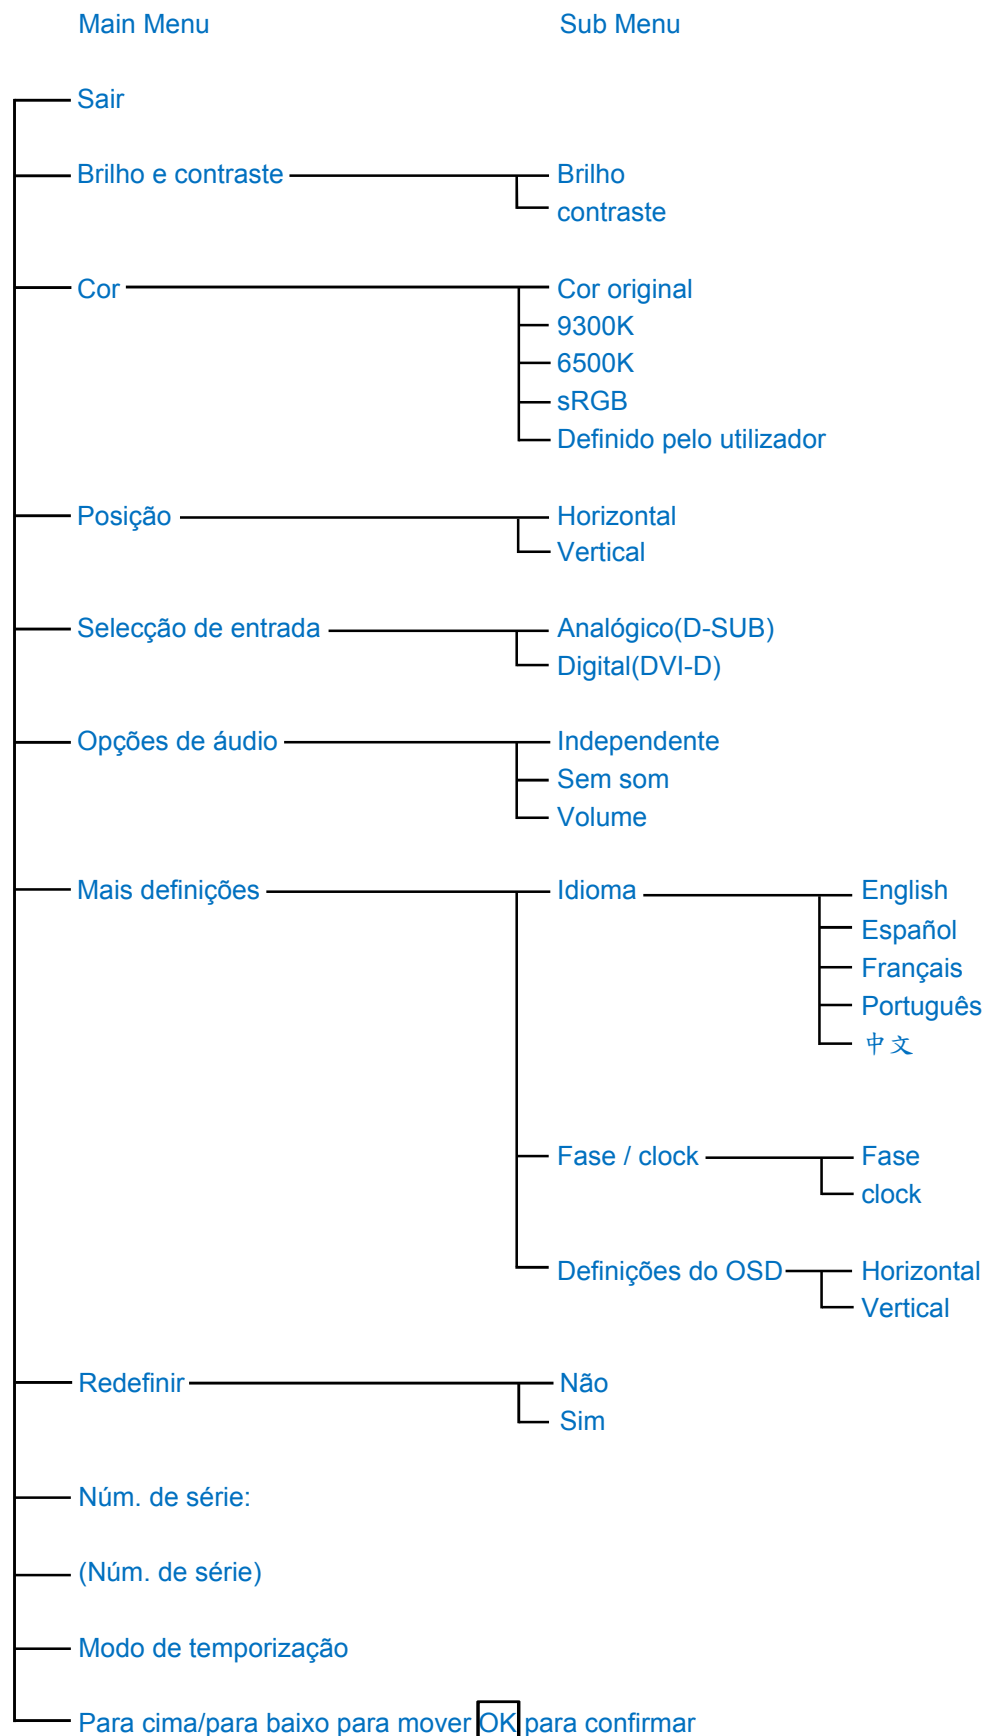 Main Menu Sub Menu
Sair
Brilho e contraste Brilho
contraste
Cor Cor original
9300K
6500K
sRGB
Definido pelo utilizador
Posição Horizontal
Vertical
Selecção de entrada Analógico(D-SUB)
Digital(DVI-D)
Opções de áudio Independente
Sem som
Volume
Mais definições Idioma English
Español
Français
Português
中文
Fase / clock Fase
clock
Definições do OSD Horizontal
Vertical
Redefinir Não
Sim
Núm. de série:
(Núm. de série)
Modo de temporização
Para cima/para baixo para mover OK para confirmar